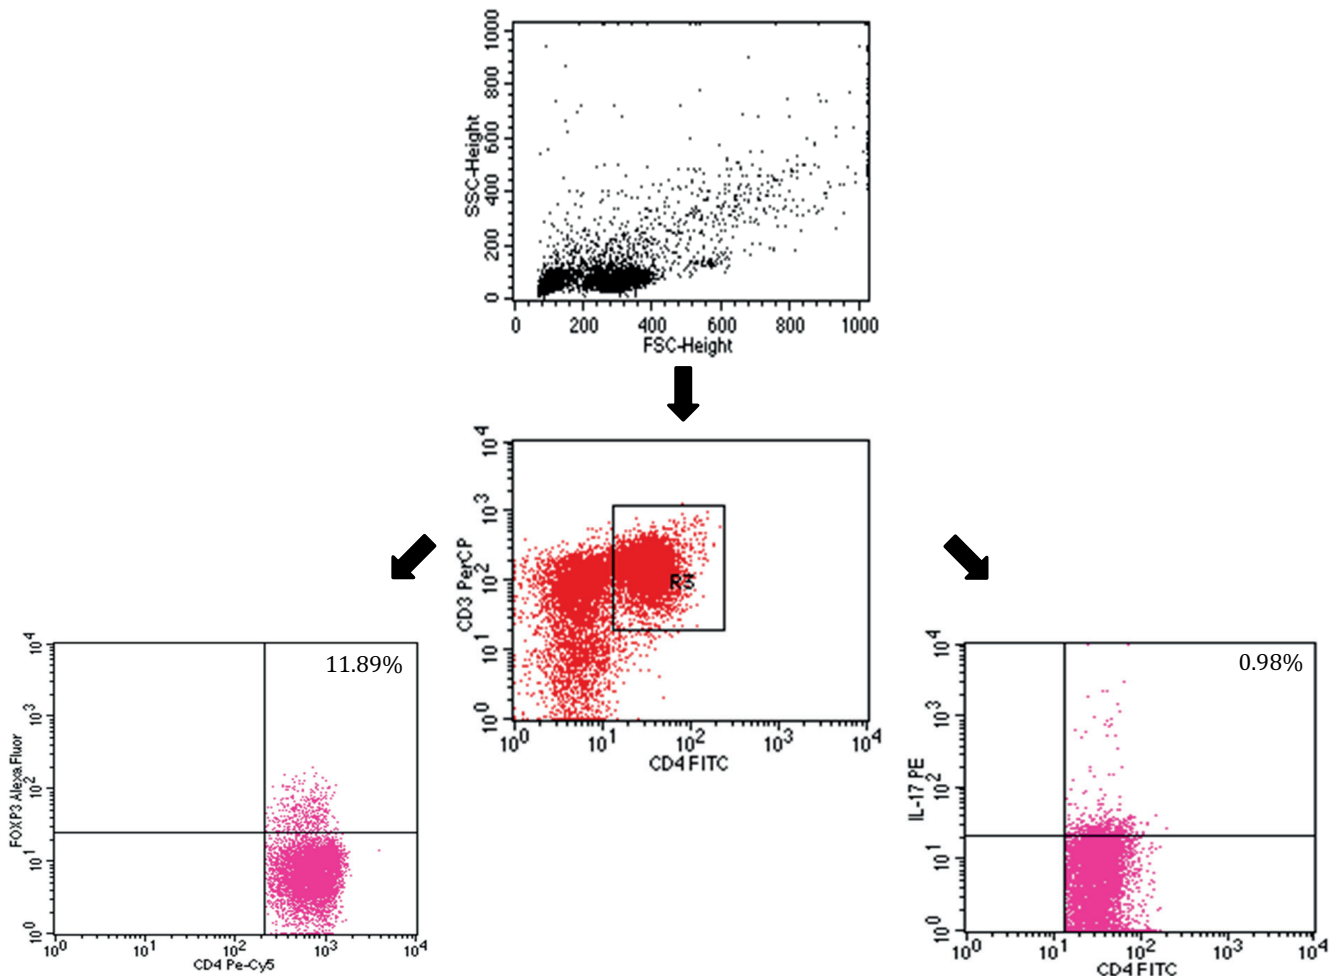 1000
800
600
400
200
0
SSC-Height
0 200 400 600 800 1000
FSC-Height
10^4
10^3
10^2
10^1
10^0
CD3 PerCP
R3
10^0 10^1 10^2 10^3 10^4
CD4 FITC
10^4
10^3
10^2
10^1
10^0
FOXP3 Alexa Fluor
11.89%
10^0 10^1 10^2 10^3 10^4
CD4 Pe-Cy5
10^4
10^3
10^2
10^1
10^0
IL-17 PE
0.98%
10^0 10^1 10^2 10^3 10^4
CD4 FITC